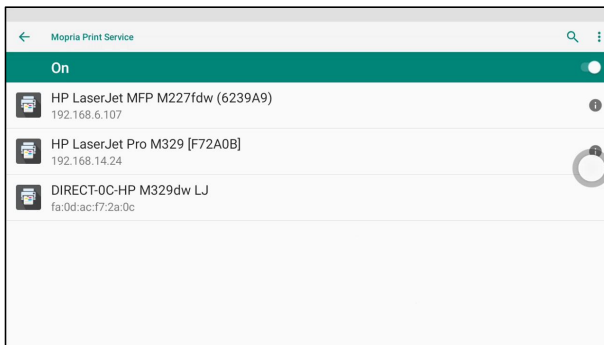 Mopria Print Service
On
HP LaserJet MFP M227fdw (6239A9)
192.168.6.107
HP LaserJet Pro M329 [F72A0B]
192.168.14.24
DIRECT-0C-HP M329dw LJ
fa:0d:ac:f7:2a:0c